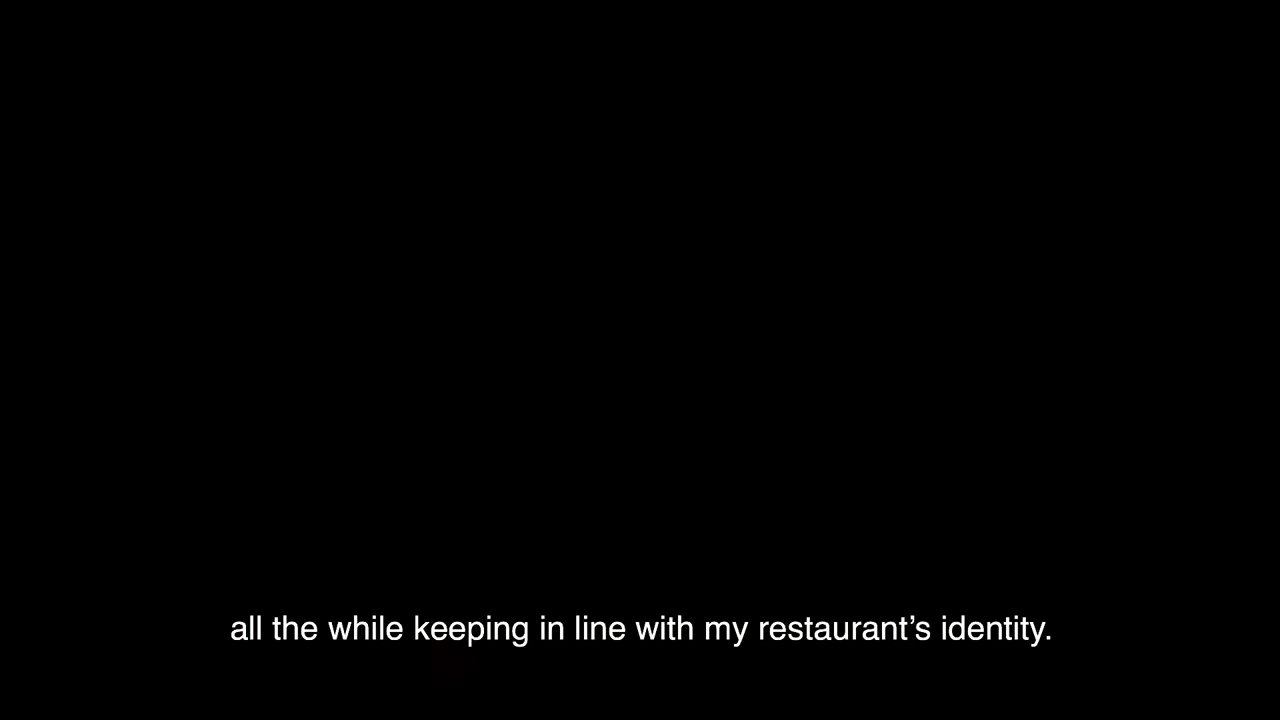 all the while keeping in line with my restaurant’s identity.